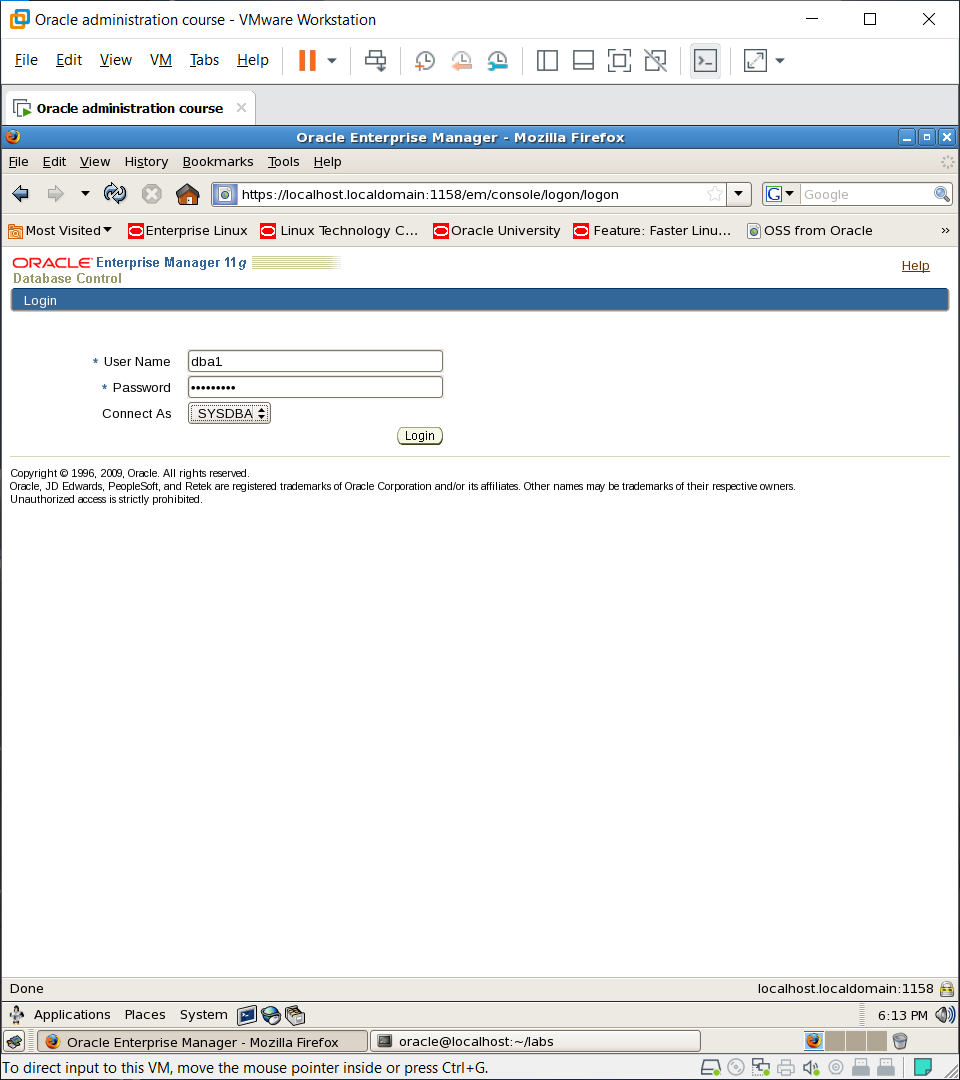 Oracle administration course - VMware Workstation
File Edit View VM Tabs Help
Oracle administration course
Oracle Enterprise Manager - Mozilla Firefox
File Edit View History Bookmarks Tools Help
https://localhost.localdomain:1158/em/console/logon/logon
G Google
Most Visited Enterprise Linux Linux Technology C... Oracle University Feature: Faster Linu... OSS from Oracle »
ORACLE Enterprise Manager 11g
Database Control
Help
Login
* User Name dba1
* Password •••••••••
Connect As SYSDBA
Login
Copyright © 1996, 2009, Oracle. All rights reserved.
Oracle, JD Edwards, PeopleSoft, and Retek are registered trademarks of Oracle Corporation and/or its affiliates. Other names may be trademarks of their respective owners.
Unauthorized access is strictly prohibited.
Done localhost.localdomain:1158
Applications Places System 6:13 PM
Oracle Enterprise Manager - Mozilla Firefox oracle@localhost:~/labs
To direct input to this VM, move the mouse pointer inside or press Ctrl+G.